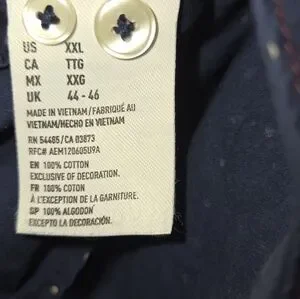 US XXL
CA TTG
MX XXG
UK 44 - 46
MADE IN VIETNAM/FABRIQUÉ AU
VIETNAM/HECHO EN VIETNAM
RN 54485/CA 03873
RFC# AEM120605U9A
EN 100% COTTON
EXCLUSIVE OF DECORATION.
FR 100% COTON
À L'EXCEPTION DE LA GARNITURE.
SP 100% ALGODÓN
EXCEPTO LA DECORACIÓN.